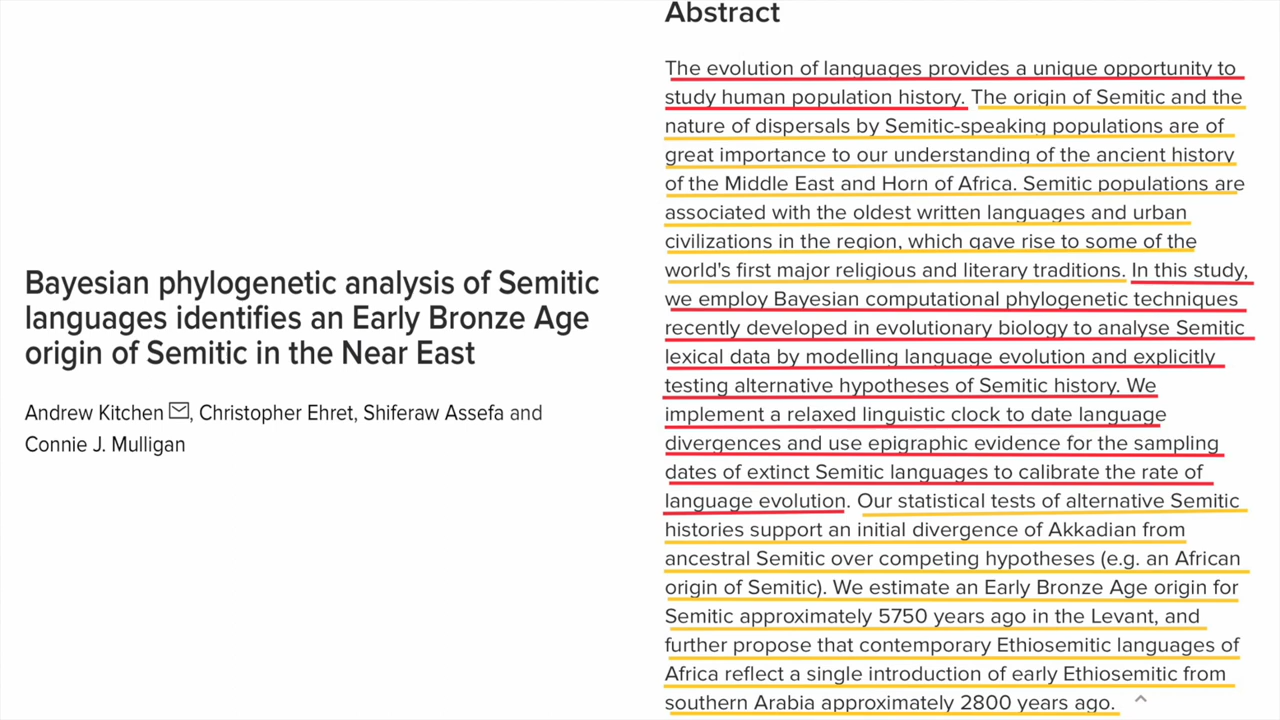 Bayesian phylogenetic analysis of Semitic
languages identifies an Early Bronze Age
origin of Semitic in the Near East
Andrew Kitchen, Christopher Ehret, Shiferaw Assefa and
Connie J. Mulligan
Abstract
The evolution of languages provides a unique opportunity to
study human population history. The origin of Semitic and the
nature of dispersals by Semitic-speaking populations are of
great importance to our understanding of the ancient history
of the Middle East and Horn of Africa. Semitic populations are
associated with the oldest written languages and urban
civilizations in the region, which gave rise to some of the
world's first major religious and literary traditions. In this study,
we employ Bayesian computational phylogenetic techniques
recently developed in evolutionary biology to analyse Semitic
lexical data by modelling language evolution and explicitly
testing alternative hypotheses of Semitic history. We
implement a relaxed linguistic clock to date language
divergences and use epigraphic evidence for the sampling
dates of extinct Semitic languages to calibrate the rate of
language evolution. Our statistical tests of alternative Semitic
histories support an initial divergence of Akkadian from
ancestral Semitic over competing hypotheses (e.g. an African
origin of Semitic). We estimate an Early Bronze Age origin for
Semitic approximately 5750 years ago in the Levant, and
further propose that contemporary Ethiosemitic languages of
Africa reflect a single introduction of early Ethiosemitic from
southern Arabia approximately 2800 years ago.